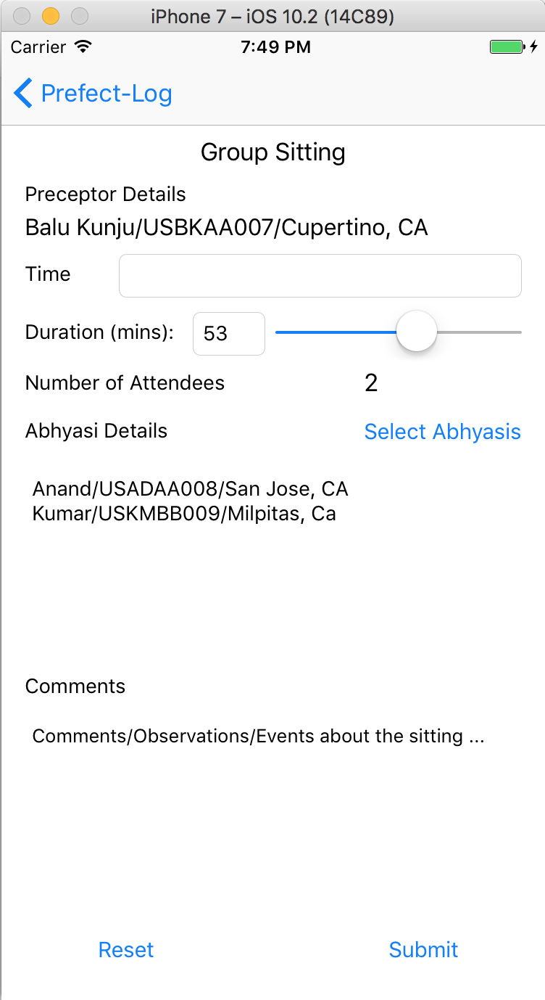 iPhone 7 – iOS 10.2 (14C89)
Carrier 7:49 PM
Prefect-Log
Group Sitting
Preceptor Details
Balu Kunju/USBKAA007/Cupertino, CA
Time
Duration (mins): 53
Number of Attendees 2
Abhyasi Details Select Abhyasis
Anand/USADAA008/San Jose, CA
Kumar/USKMBB009/Milpitas, Ca
Comments
Comments/Observations/Events about the sitting ...
Reset Submit